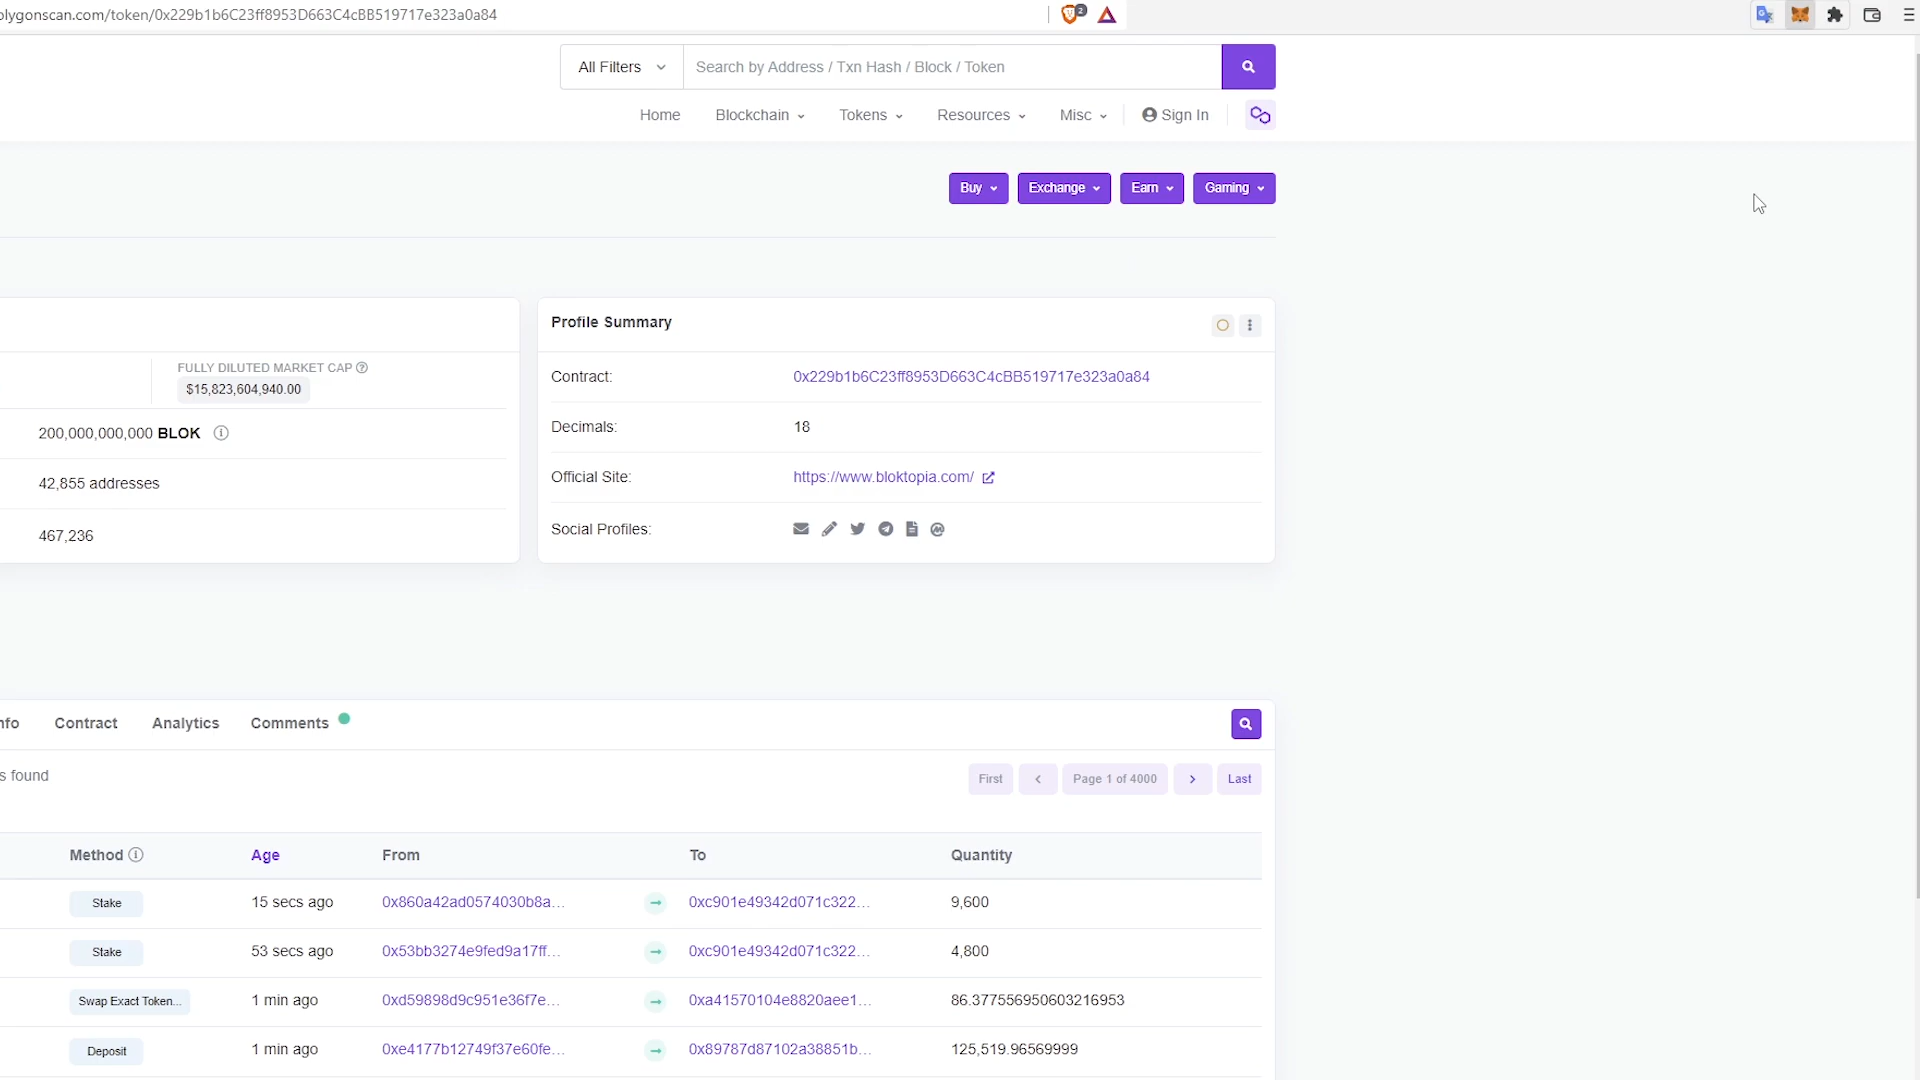 olygonscan.com/token/0x229b1b6C23ff8953D663C4cBB519717e323a0a84
2
All Filters
Search by Address / Txn Hash / Block / Token
Home Blockchain Tokens Resources Misc Sign In
Buy Exchange Earn Gaming
Profile Summary
FULLY DILUTED MARKET CAP
$15,823,604,940.00
Contract: 0x229b1b6C23ff8953D663C4cBB519717e323a0a84
200,000,000,000 BLOK
Decimals: 18
42,855 addresses
Official Site: https://www.bloktopia.com/
467,236
Social Profiles:
nfo Contract Analytics Comments
s found
First Page 1 of 4000 Last
Method Age From To Quantity
Stake 15 secs ago 0x860a42ad0574030b8a... 0xc901e49342d071c322... 9,600
Stake 53 secs ago 0x53bb3274e9fed9a17ff... 0xc901e49342d071c322... 4,800
Swap Exact Token... 1 min ago 0xd59898d9c951e36f7e... 0xa41570104e8820aee1... 86.377556950603216953
Deposit 1 min ago 0xe4177b12749f37e60fe... 0x89787d87102a38851b... 125,519.96569999